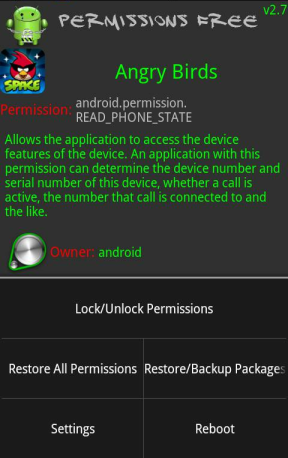 v2.7
PERMISSIONS FREE
SPACE
Angry Birds
Permission: android.permission.
READ_PHONE_STATE
Allows the application to access the device
features of the device. An application with this
permission can determine the device number and
serial number of this device, whether a call is
active, the number that call is connected to and
the like.
Owner: android
Lock/Unlock Permissions
Restore All Permissions
Restore/Backup Packages
Settings
Reboot